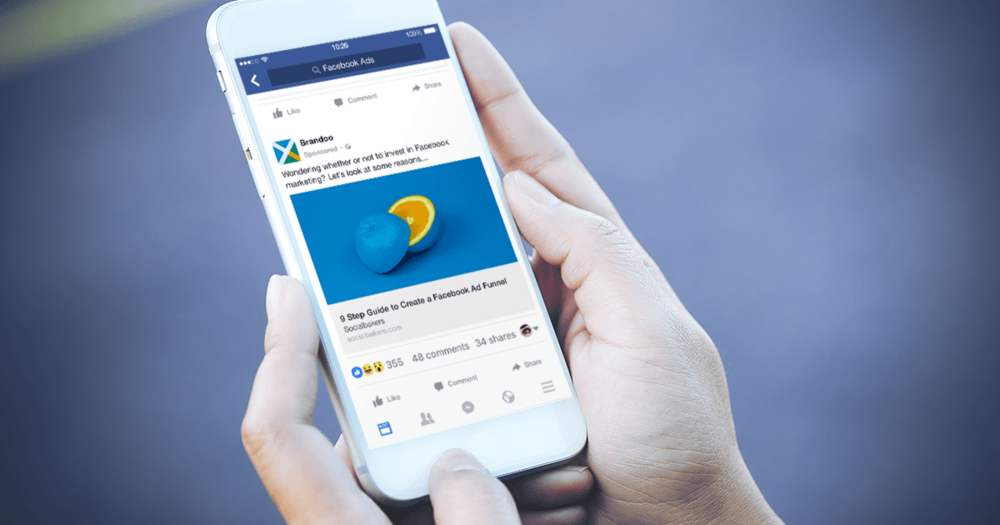 10:26
100%
Facebook Ads
Like
Comment
Share
Brandoo
Sponsored ·
Wondering whether or not to invest in Facebook
marketing? Let's look at some reasons...
9 Step Guide to Create a Facebook Ad Funnel
Socialbakers
socialbakers.com
355
48 comments
34 shares
Like
Comment
Share